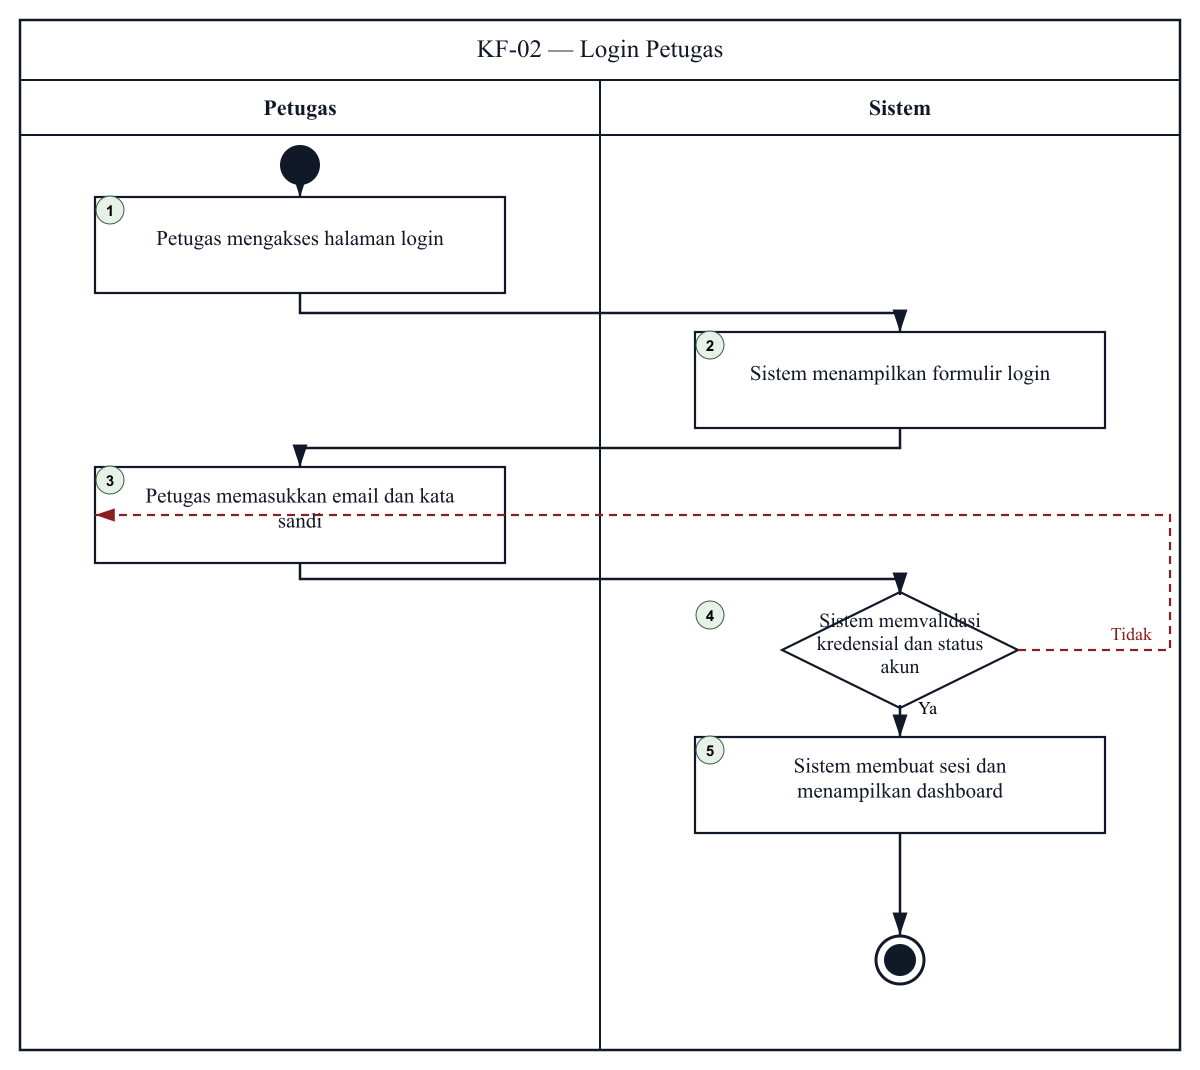 KF-02 — Login Petugas
Petugas
Sistem
1
Petugas mengakses halaman login
2
Sistem menampilkan formulir login
3
Petugas memasukkan email dan kata
sandi
4
Sistem memvalidasi
kredensial dan status
akun
Tidak
Ya
5
Sistem membuat sesi dan
menampilkan dashboard